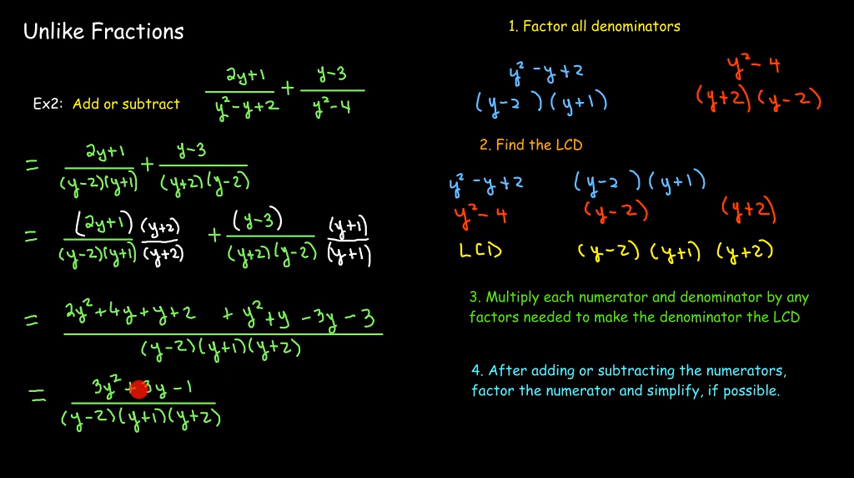 Unlike Fractions
Ex2: Add or subtract (2y+1)/(y²-y+2) + (y-3)/(y²-4)
= (2y+1)/((y-2)(y+1)) + (y-3)/((y+2)(y-2))
= (2y+1)(y+2)/((y-2)(y+1)(y+2)) + (y-3)(y+1)/((y+2)(y-2)(y+1))
= (2y²+4y+y+2 + y²+y-3y-3)/((y-2)(y+1)(y+2))
= (3y²+3y-1)/((y-2)(y+1)(y+2))
1. Factor all denominators
y²-y+2 y²-4
(y-2)(y+1) (y+2)(y-2)
2. Find the LCD
y²-y+2 (y-2)(y+1)
y²-4 (y-2) (y+2)
LCD (y-2)(y+1)(y+2)
3. Multiply each numerator and denominator by any
factors needed to make the denominator the LCD
4. After adding or subtracting the numerators,
factor the numerator and simplify, if possible.